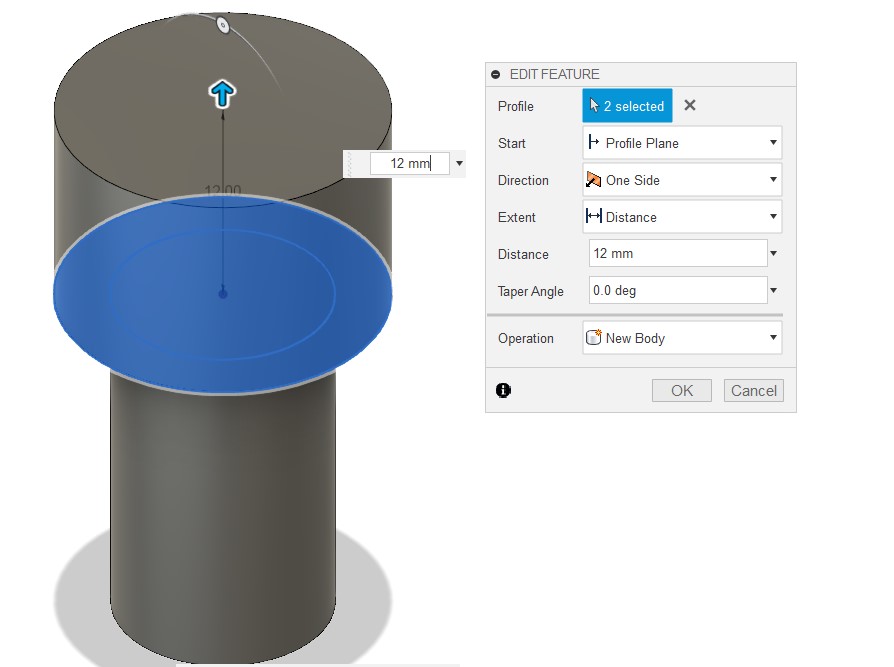 12 mm
12.00
EDIT FEATURE
Profile
2 selected
Start
Profile Plane
Direction
One Side
Extent
Distance
Distance
12 mm
Taper Angle
0.0 deg
Operation
New Body
OK
Cancel